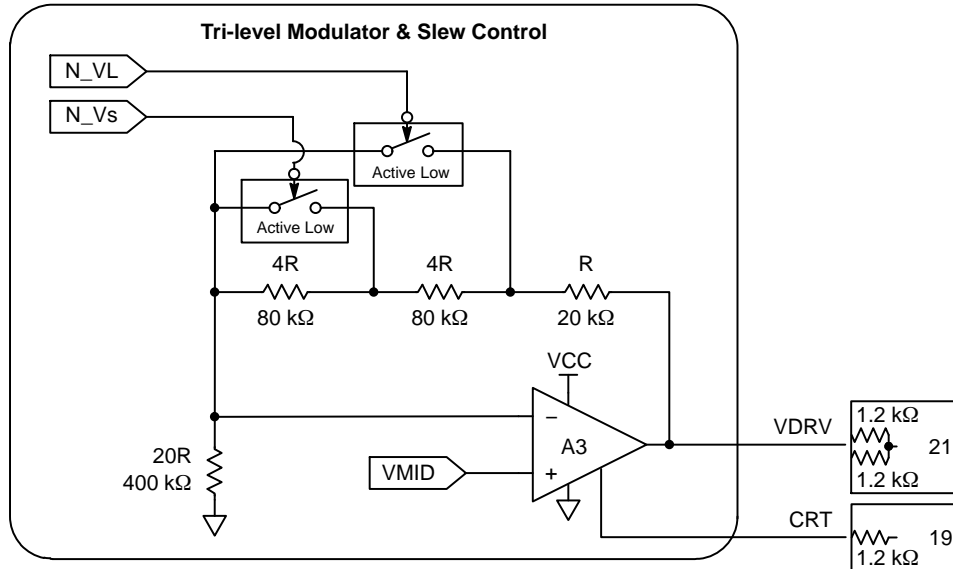 Tri-level Modulator & Slew Control
N_VL
N_Vs
Active Low
Active Low
4R
4R
R
80 kΩ
80 kΩ
20 kΩ
VCC
−
A3
+
VMID
20R
400 kΩ
VDRV
1.2 kΩ
21
1.2 kΩ
CRT
19
1.2 kΩ